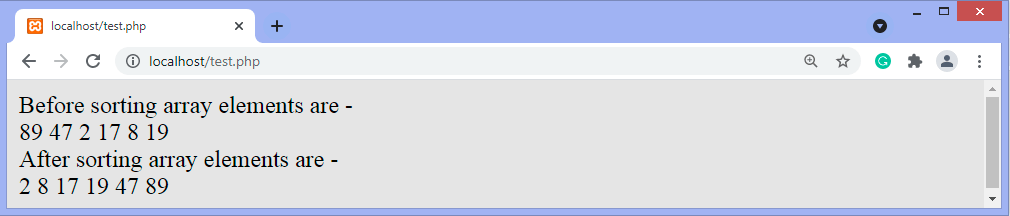 localhost/test.php
localhost/test.php
Before sorting array elements are -
89 47 2 17 8 19
After sorting array elements are -
2 8 17 19 47 89